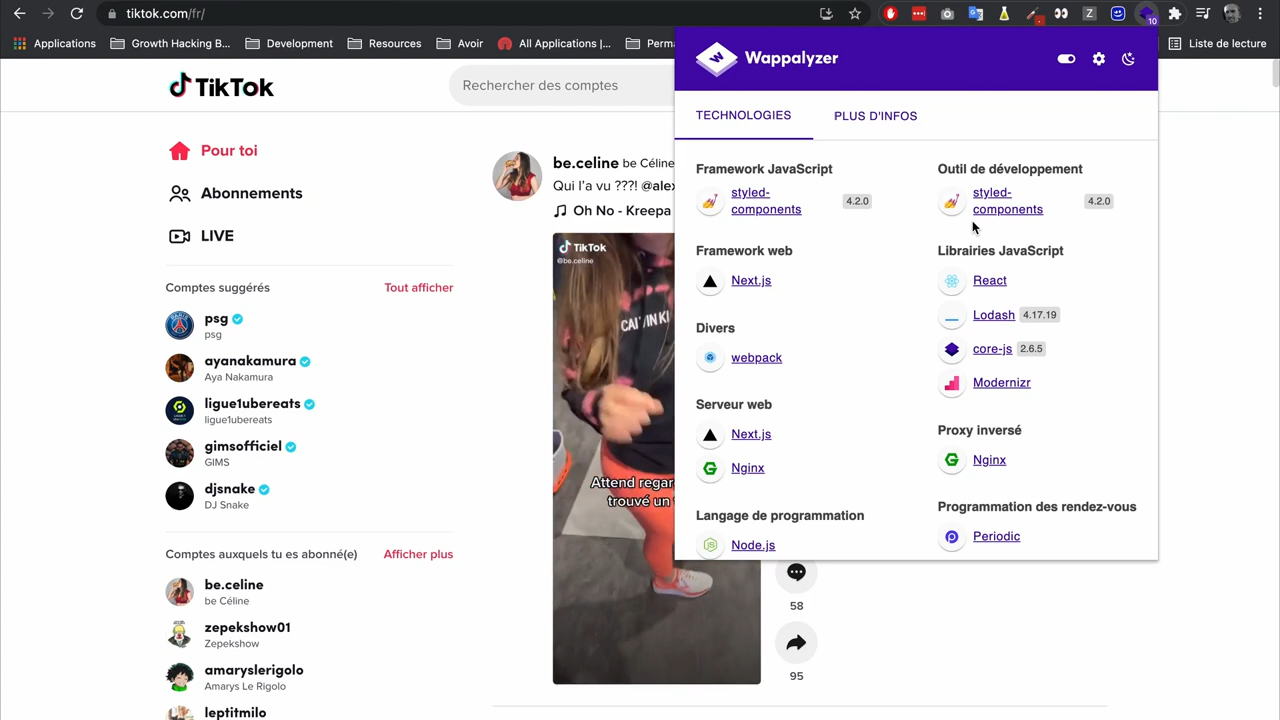 tiktok.com/fr/
10
Applications
Growth Hacking B...
Development
Resources
Avoir
All Applications |...
Perma
Liste de lecture
TikTok
Rechercher des comptes
Pour toi
Abonnements
LIVE
Comptes suggérés
Tout afficher
psg
psg
ayanakamura
Aya Nakamura
ligue1ubereats
ligue1ubereats
gimsofficiel
GIMS
djsnake
DJ Snake
Comptes auxquels tu es abonné(e)
Afficher plus
be.celine
be Céline
zepekshow01
Zepekshow
amaryslerigolo
Amarys Le Rigolo
leptitmilo
be.celine be Céline
Qui l'a vu ???! @alex
Oh No - Kreepa
TikTok
@be.celine
Attend regar
trouvé un
58
95
Wappalyzer
TECHNOLOGIES
PLUS D'INFOS
Framework JavaScript
styled-
components
4.2.0
Framework web
Next.js
Divers
webpack
Serveur web
Next.js
Nginx
Langage de programmation
Node.js
Outil de développement
styled-
components
4.2.0
Librairies JavaScript
React
Lodash 4.17.19
core-js 2.6.5
Modernizr
Proxy inversé
Nginx
Programmation des rendez-vous
Periodic